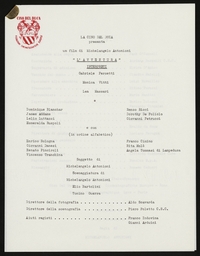 LA CINO DEL DUCA
presenta
un film di Michelangelo Antonioni
"L'AVVENTURA"
INTERPRETI
Gabriele Ferzetti
Monica Vitti
Lea Massari
e
Dominique Blanchar Renzo Ricci
James Addams Dorothy De Poliolo
Lelio Luttazzi Giovanni Petrucci
Esmeralda Ruspoli
e con
(in ordine alfabetico)
Enrico Bologna Franco Cimino
Giovanni Danesi Rita Molè
Renato Pinciroli Angela Tommasi di Lampedusa
Vincenzo Tranchina
Soggetto di
Michelangelo Antonioni
Sceneggiatura di
Michelangelo Antonioni
Elio Bartolini
Tonino Guerra
Direttore della fotografia Aldo Scavarda
Direttore della scenografia Piero Poletto C.S.C.
Aiuti registi Franco Indovina
Gianni Arduini